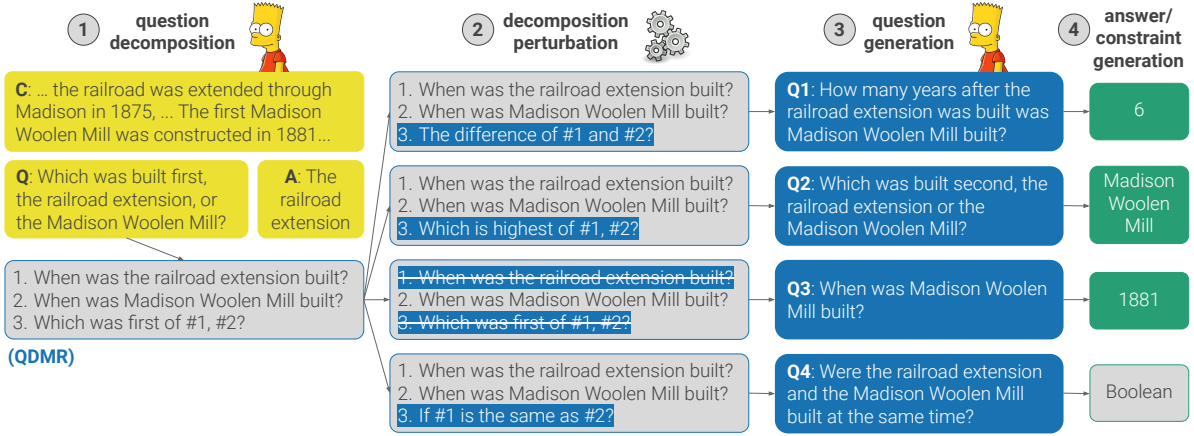 1
question
decomposition
2
decomposition
perturbation
3
question
generation
4
answer/
constraint
generation
C: ... the railroad was extended through
Madison in 1875, ... The first Madison
Woolen Mill was constructed in 1881...
Q: Which was built first,
the railroad extension, or
the Madison Woolen Mill?
A: The
railroad
extension
1. When was the railroad extension built?
2. When was Madison Woolen Mill built?
3. Which was first of #1, #2?
(QDMR)
1. When was the railroad extension built?
2. When was Madison Woolen Mill built?
3. The difference of #1 and #2?
Q1: How many years after the
railroad extension was built was
Madison Woolen Mill built?
6
1. When was the railroad extension built?
2. When was Madison Woolen Mill built?
3. Which is highest of #1, #2?
Q2: Which was built second, the
railroad extension or the
Madison Woolen Mill?
Madison
Woolen
Mill
1. When was the railroad extension built?
2. When was Madison Woolen Mill built?
3. Which was first of #1, #2?
Q3: When was Madison Woolen
Mill built?
1881
1. When was the railroad extension built?
2. When was Madison Woolen Mill built?
3. If #1 is the same as #2?
Q4: Were the railroad extension
and the Madison Woolen Mill
built at the same time?
Boolean